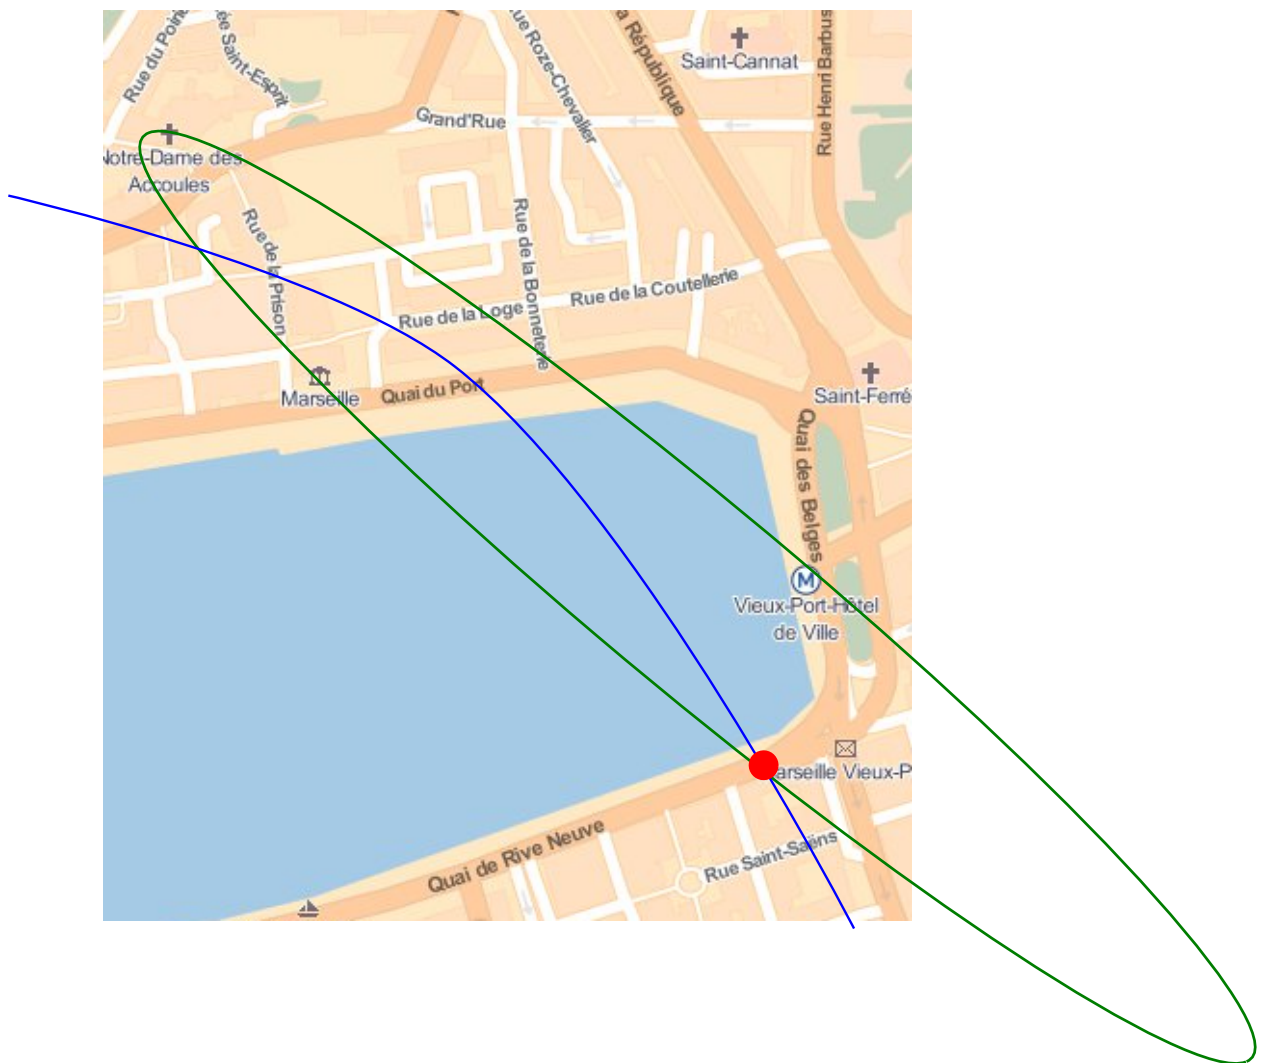 Rue du Poin
ée Saint-Esprit
ue Roze-Chevalier
a République
Saint-Cannat
Rue Henri Barbus
Grand'Rue
Notre-Dame des
Accoules
Rue de la Prison
Rue de la Bonneterie
Rue de la Coutellerie
Rue de la Loge
Marseille
Quai du Port
Saint-Ferré
Quai des Belges
M
Vieux-Port-Hôtel
de Ville
arseille Vieux-P
Quai de Rive Neuve
Rue Saint-Saëns